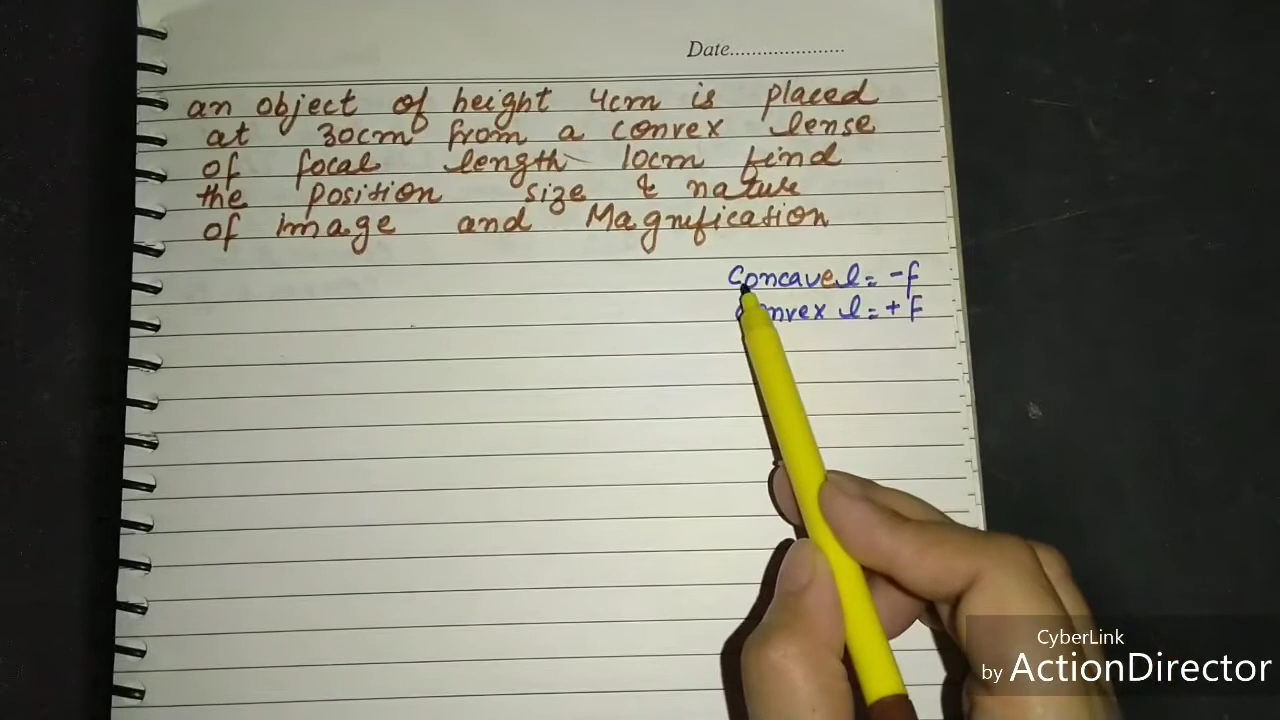 Date.....................
an object of height 4cm is placed
at 30cm from a convex lense
of focal length 10cm find
the position size & nature
of image and Magnification
Concave l = -f
convex l = + F
CyberLink
by ActionDirector